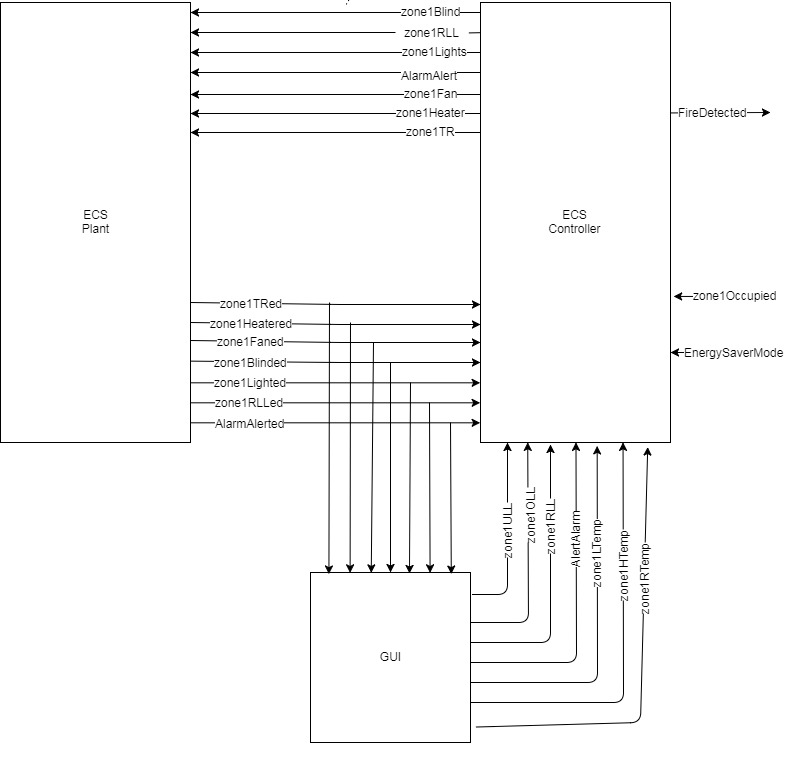 zone1Blind
zone1RLL
zone1Lights
AlarmAlert
zone1Fan
zone1Heater
zone1TR
FireDetected
ECS
Plant
ECS
Controller
zone1Occupied
EnergySaverMode
zone1TRed
zone1Heatered
zone1Faned
zone1Blinded
zone1Lighted
zone1RLLed
AlarmAlerted
zone1ULL
zone1OLL
zone1RLL
AlertAlarm
zone1LTemp
zone1HTemp
zone1RTemp
GUI